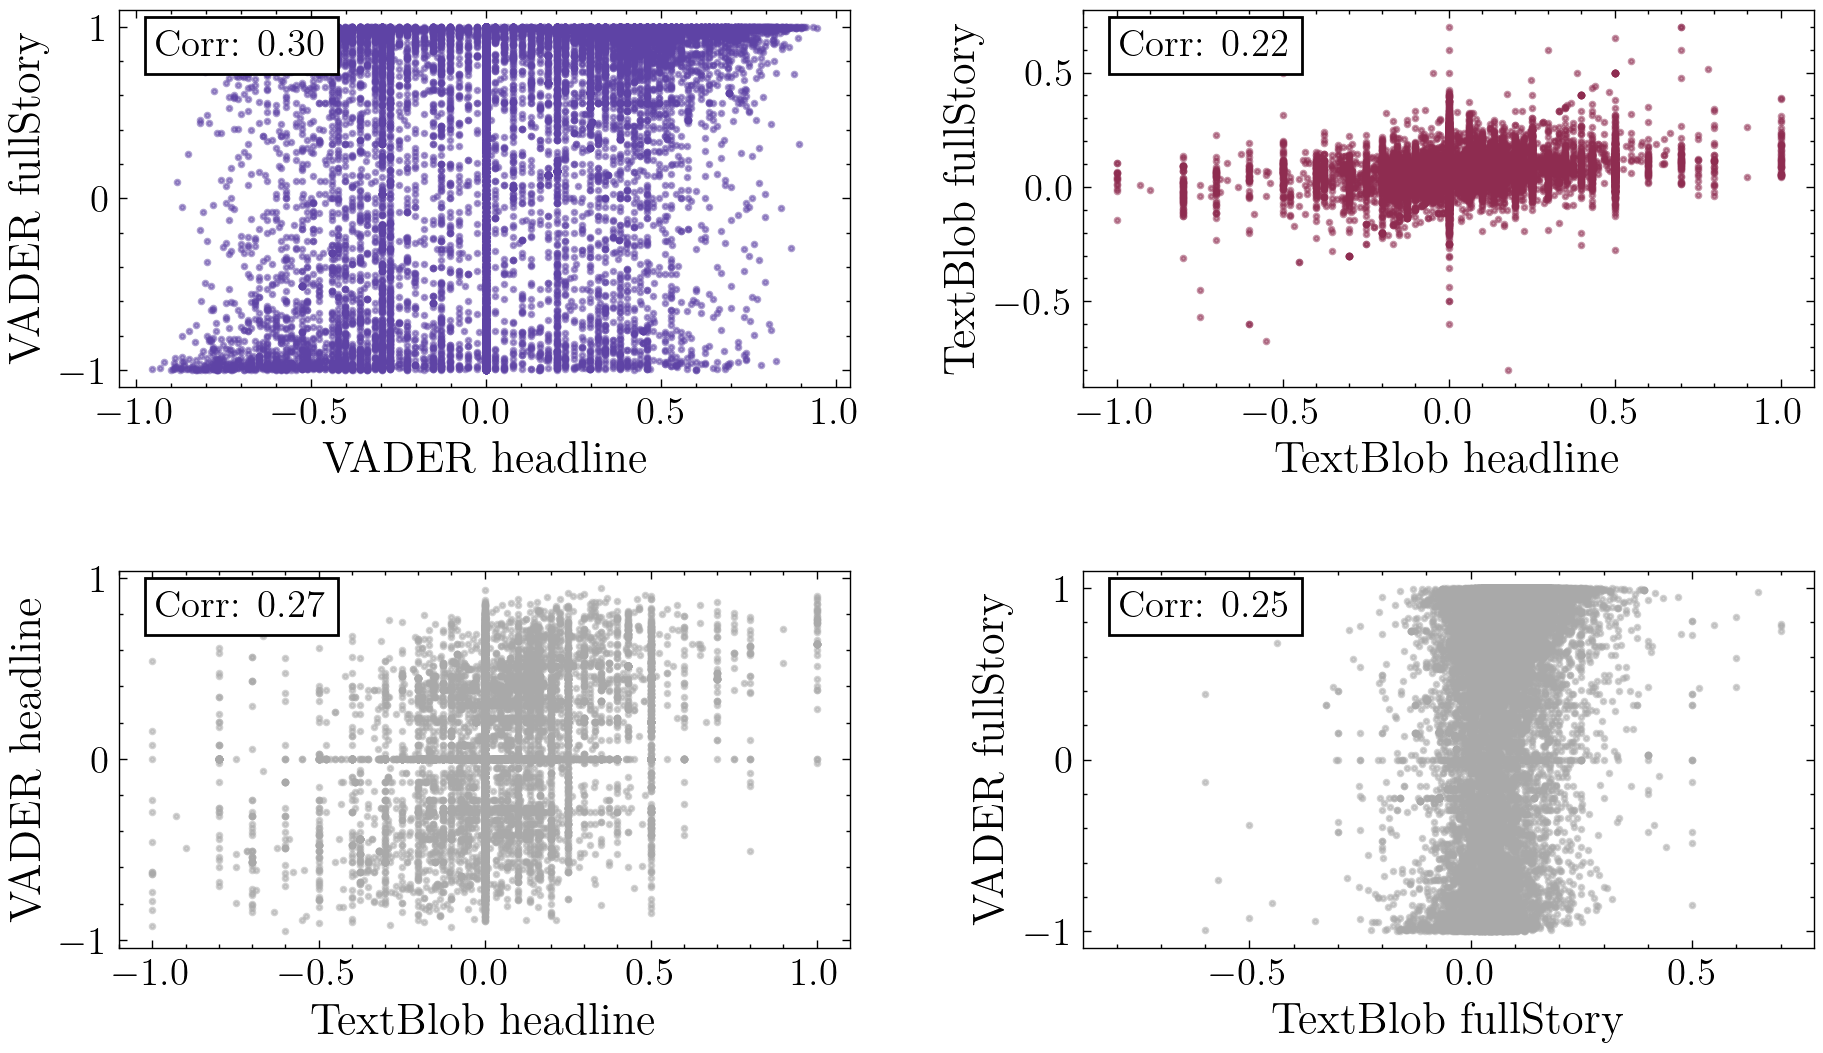 VADER fullStory
1
0
−1
Corr: 0.30
−1.0 −0.5 0.0 0.5 1.0
VADER headline
TextBlob fullStory
0.5
0.0
−0.5
Corr: 0.22
−1.0 −0.5 0.0 0.5 1.0
TextBlob headline
VADER headline
1
0
−1
Corr: 0.27
−1.0 −0.5 0.0 0.5 1.0
TextBlob headline
VADER fullStory
1
0
−1
Corr: 0.25
−0.5 0.0 0.5
TextBlob fullStory